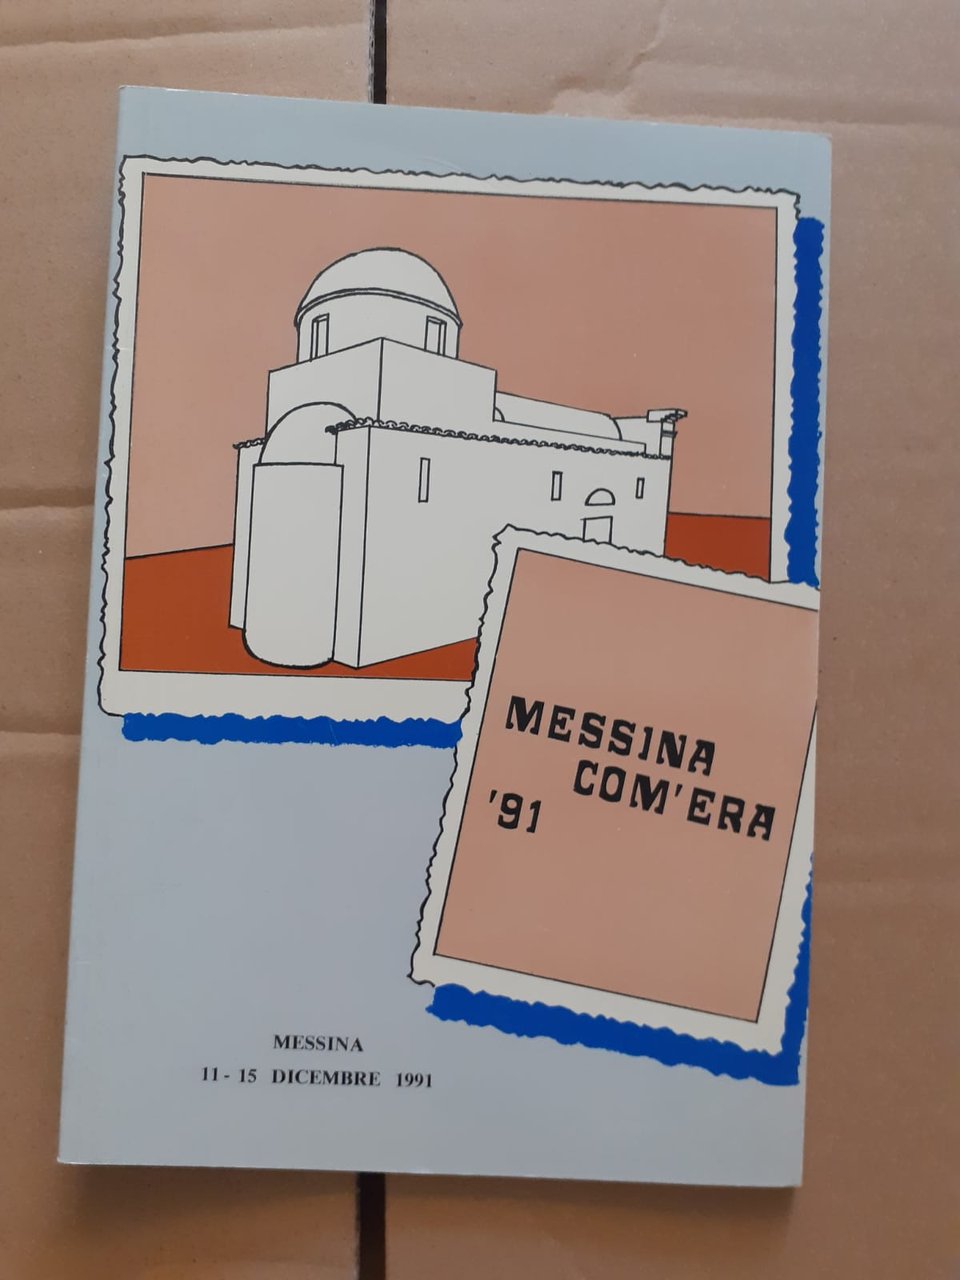 MESSINA
COM'ERA
'91
MESSINA
11 - 15 DICEMBRE 1991